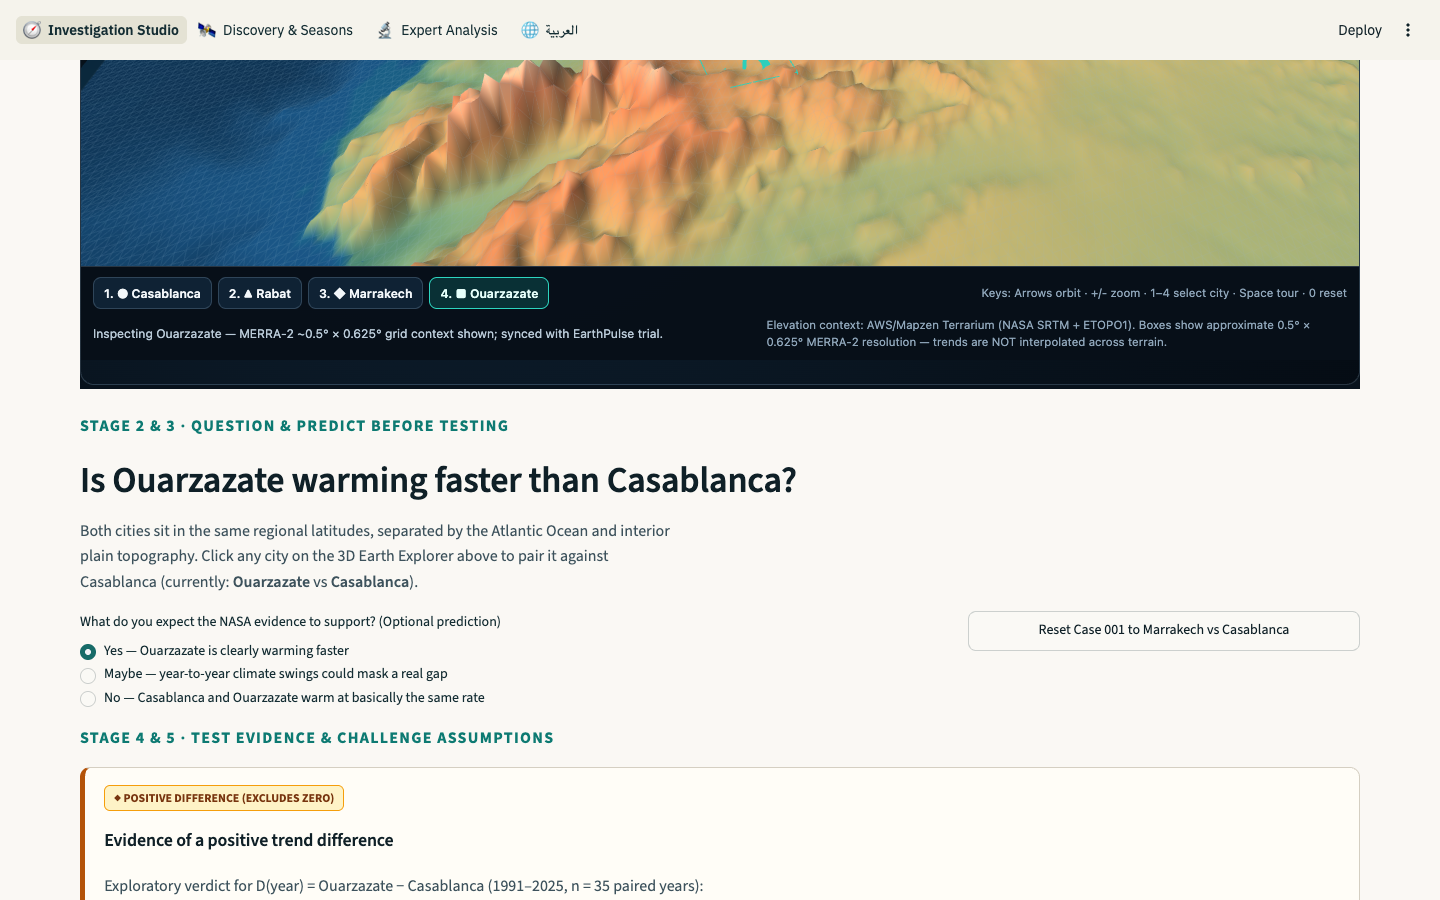 Investigation Studio
Discovery & Seasons
Expert Analysis
العربية
Deploy
1. Casablanca
2. Rabat
3. Marrakech
4. Ouarzazate
Keys: Arrows orbit · +/- zoom · 1–4 select city · Space tour · 0 reset
Inspecting Ouarzazate — MERRA-2 ~0.5° × 0.625° grid context shown; synced with EarthPulse trial.
Elevation context: AWS/Mapzen Terrarium (NASA SRTM + ETOPO1). Boxes show approximate 0.5° ×
0.625° MERRA-2 resolution — trends are NOT interpolated across terrain.
STAGE 2 & 3 · QUESTION & PREDICT BEFORE TESTING
Is Ouarzazate warming faster than Casablanca?
Both cities sit in the same regional latitudes, separated by the Atlantic Ocean and interior
plain topography. Click any city on the 3D Earth Explorer above to pair it against
Casablanca (currently: Ouarzazate vs Casablanca).
What do you expect the NASA evidence to support? (Optional prediction)
Yes — Ouarzazate is clearly warming faster
Maybe — year-to-year climate swings could mask a real gap
No — Casablanca and Ouarzazate warm at basically the same rate
Reset Case 001 to Marrakech vs Casablanca
STAGE 4 & 5 · TEST EVIDENCE & CHALLENGE ASSUMPTIONS
POSITIVE DIFFERENCE (EXCLUDES ZERO)
Evidence of a positive trend difference
Exploratory verdict for D(year) = Ouarzazate − Casablanca (1991–2025, n = 35 paired years):